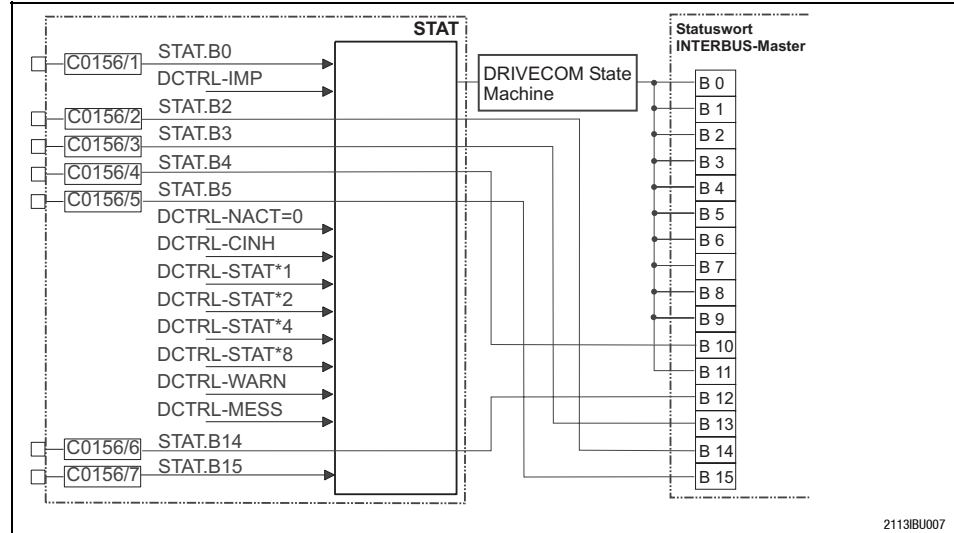 STAT
C0156/1 STAT.B0
DCTRL-IMP
C0156/2 STAT.B2
C0156/3 STAT.B3
C0156/4 STAT.B4
C0156/5 STAT.B5
DCTRL-NACT=0
DCTRL-CINH
DCTRL-STAT*1
DCTRL-STAT*2
DCTRL-STAT*4
DCTRL-STAT*8
DCTRL-WARN
DCTRL-MESS
C0156/6 STAT.B14
C0156/7 STAT.B15
DRIVECOM State
Machine
Statuswort
INTERBUS-Master
B 0
B 1
B 2
B 3
B 4
B 5
B 6
B 7
B 8
B 9
B 10
B 11
B 12
B 13
B 14
B 15
2113IBU007